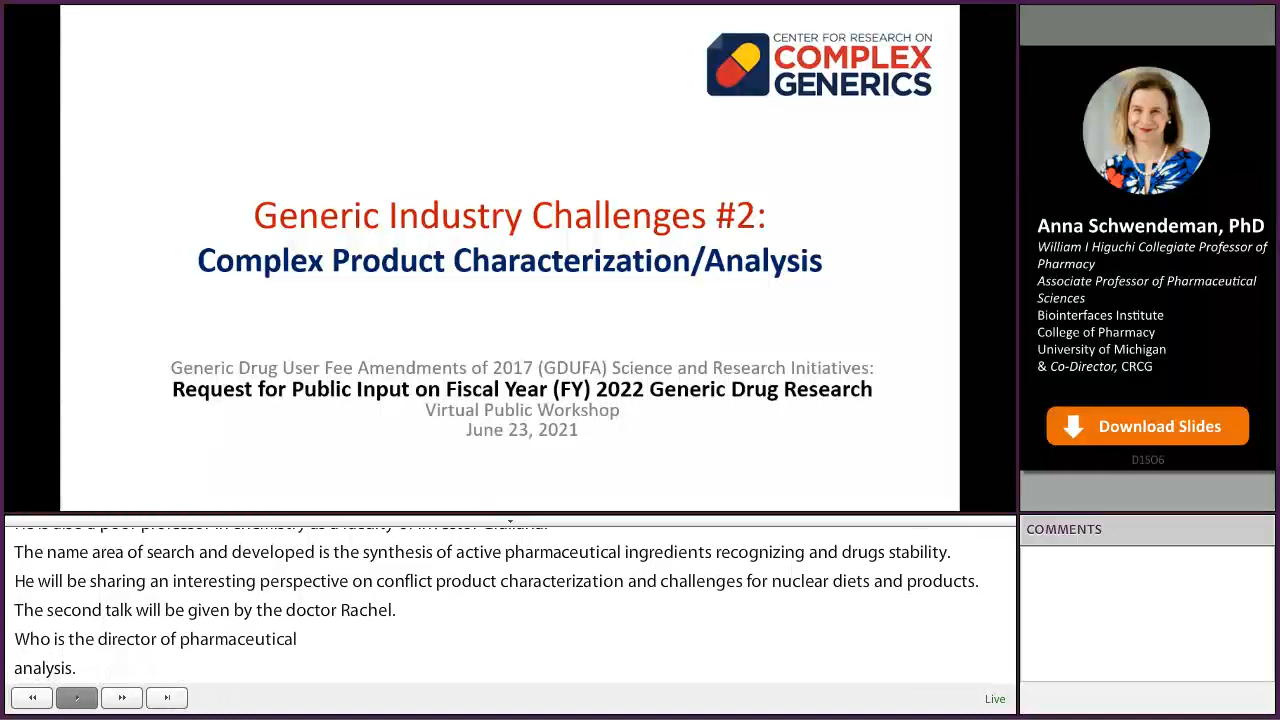 CENTER FOR RESEARCH ON
COMPLEX
GENERICS
Generic Industry Challenges #2:
Complex Product Characterization/Analysis
Generic Drug User Fee Amendments of 2017 (GDUFA) Science and Research Initiatives:
Request for Public Input on Fiscal Year (FY) 2022 Generic Drug Research
Virtual Public Workshop
June 23, 2021
Anna Schwendeman, PhD
William I Higuchi Collegiate Professor of
Pharmacy
Associate Professor of Pharmaceutical
Sciences
Biointerfaces Institute
College of Pharmacy
University of Michigan
& Co-Director, CRCG
Download Slides
D1SO6
The name area of search and developed is the synthesis of active pharmaceutical ingredients recognizing and drugs stability.
He will be sharing an interesting perspective on conflict product characterization and challenges for nuclear diets and products.
The second talk will be given by the doctor Rachel.
Who is the director of pharmaceutical
analysis.
Live
COMMENTS